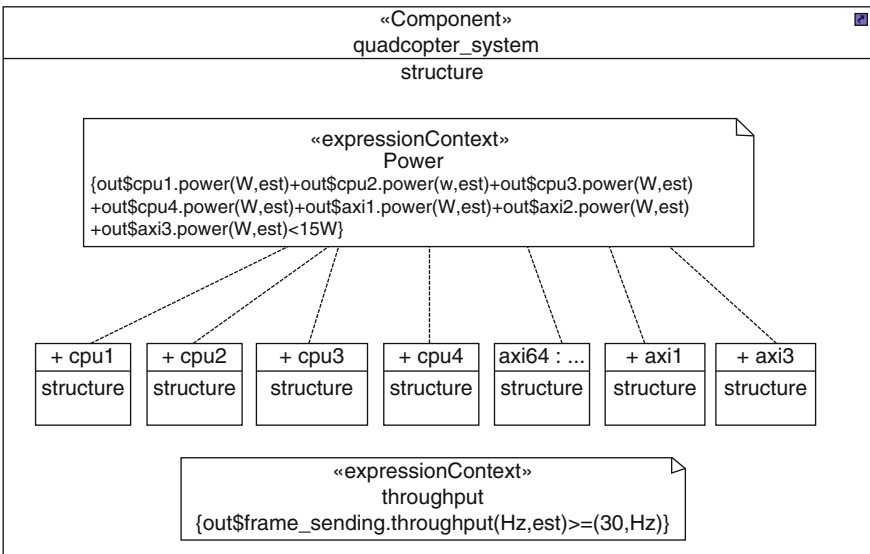 «Component»
quadcopter_system
structure
«expressionContext»
Power
{out$cpu1.power(W,est)+out$cpu2.power(w,est)+out$cpu3.power(W,est)
+out$cpu4.power(W,est)+out$axi1.power(W,est)+out$axi2.power(W,est)
+out$axi3.power(W,est)<15W}
+ cpu1
structure
+ cpu2
structure
+ cpu3
structure
+ cpu4
structure
axi64 : ...
structure
+ axi1
structure
+ axi3
structure
«expressionContext»
throughput
{out$frame_sending.throughput(Hz,est)>=(30,Hz)}